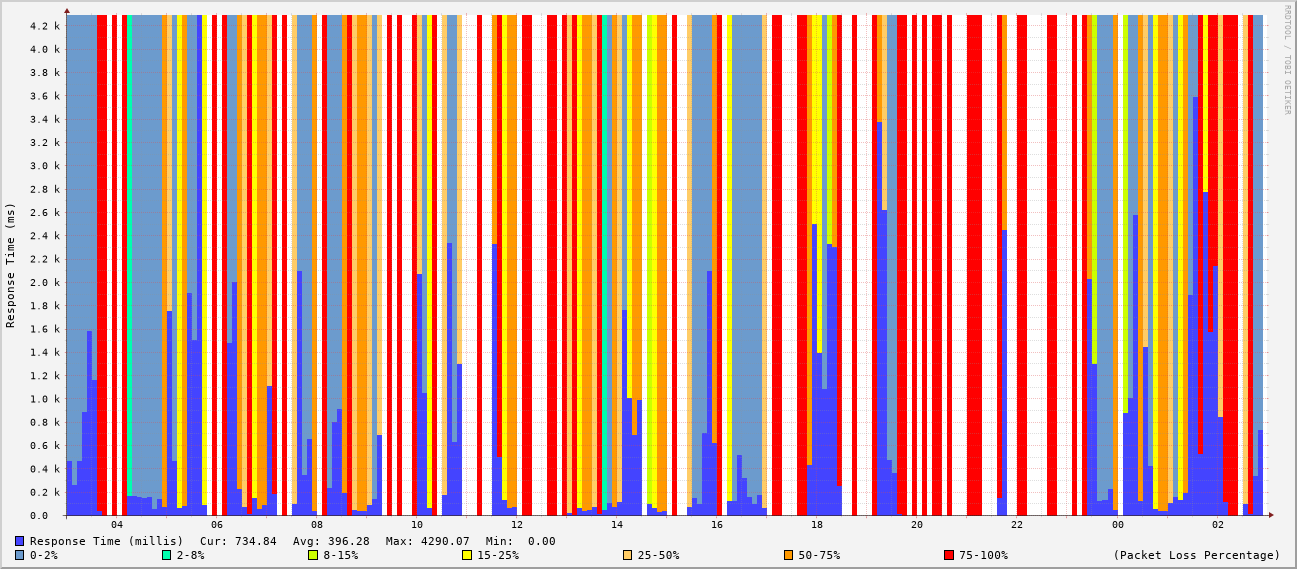 RRDTOOL / TOBI OETIKER
Response Time (ms)
4.2 k
4.0 k
3.8 k
3.6 k
3.4 k
3.2 k
3.0 k
2.8 k
2.6 k
2.4 k
2.2 k
2.0 k
1.8 k
1.6 k
1.4 k
1.2 k
1.0 k
0.8 k
0.6 k
0.4 k
0.2 k
0.0
04 06 08 10 12 14 16 18 20 22 00 02
Response Time (millis) Cur: 734.84 Avg: 396.28 Max: 4290.07 Min: 0.00
0-2% 2-8% 8-15% 15-25% 25-50% 50-75% 75-100% (Packet Loss Percentage)